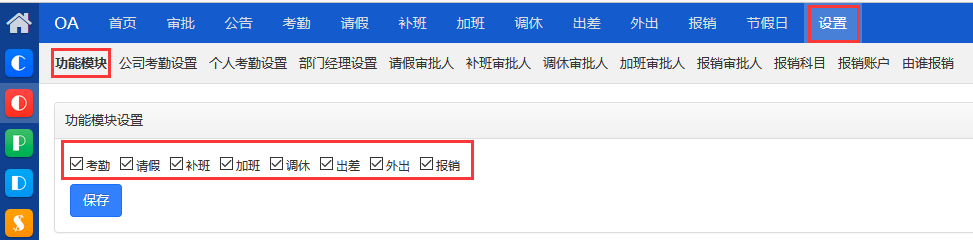 OA 首页 审批 公告 考勤 请假 补班 加班 调休 出差 外出 报销 节假日 设置
功能模块 公司考勤设置 个人考勤设置 部门经理设置 请假审批人 补班审批人 调休审批人 加班审批人 报销审批人 报销科目 报销账户 由谁报销
功能模块设置
考勤 请假 补班 加班 调休 出差 外出 报销
保存